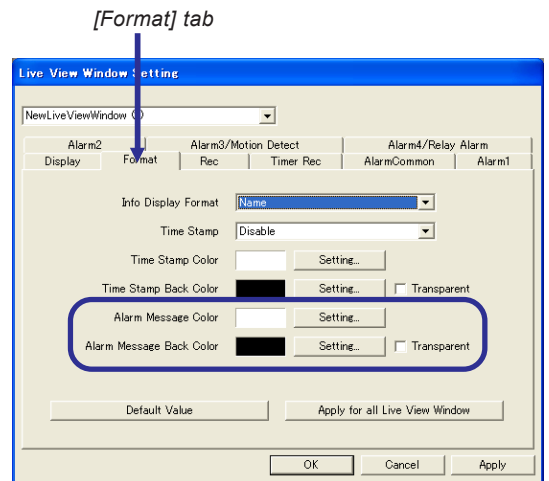 [Format] tab
Live View Window Setting
NewLiveViewWindow
Alarm2 Alarm3/Motion Detect Alarm4/Relay Alarm
Display Format Rec Timer Rec AlarmCommon Alarm1
Info Display Format Name
Time Stamp Disable
Time Stamp Color Setting...
Time Stamp Back Color Setting... Transparent
Alarm Message Color Setting...
Alarm Message Back Color Setting... Transparent
Default Value Apply for all Live View Window
OK Cancel Apply